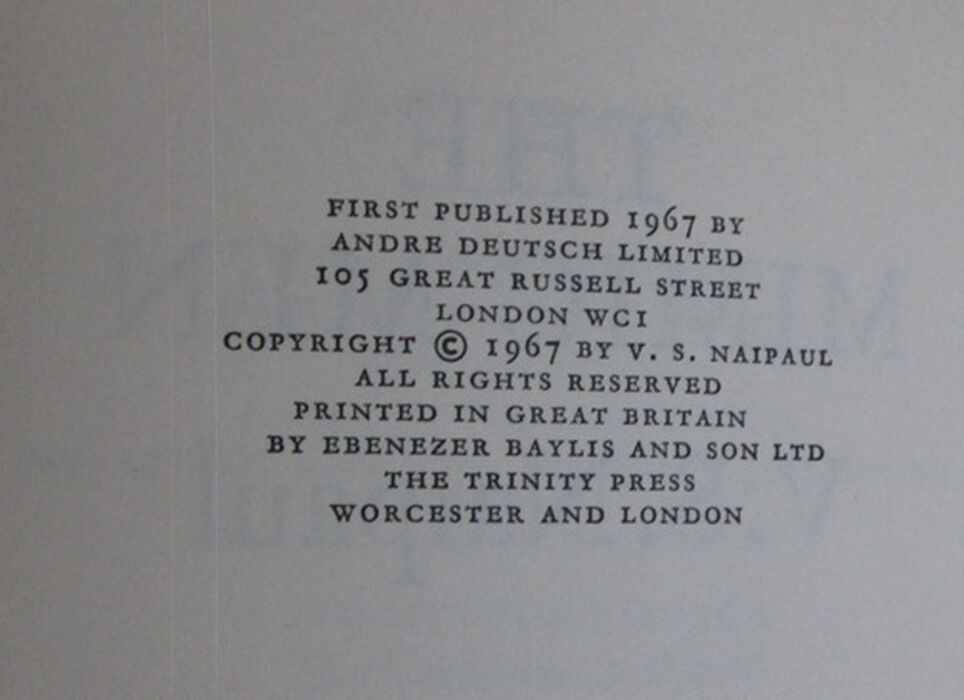 FIRST PUBLISHED 1967 BY
ANDRE DEUTSCH LIMITED
105 GREAT RUSSELL STREET
LONDON WC1
COPYRIGHT © 1967 BY V. S. NAIPAUL
ALL RIGHTS RESERVED
PRINTED IN GREAT BRITAIN
BY EBENEZER BAYLIS AND SON LTD
THE TRINITY PRESS
WORCESTER AND LONDON